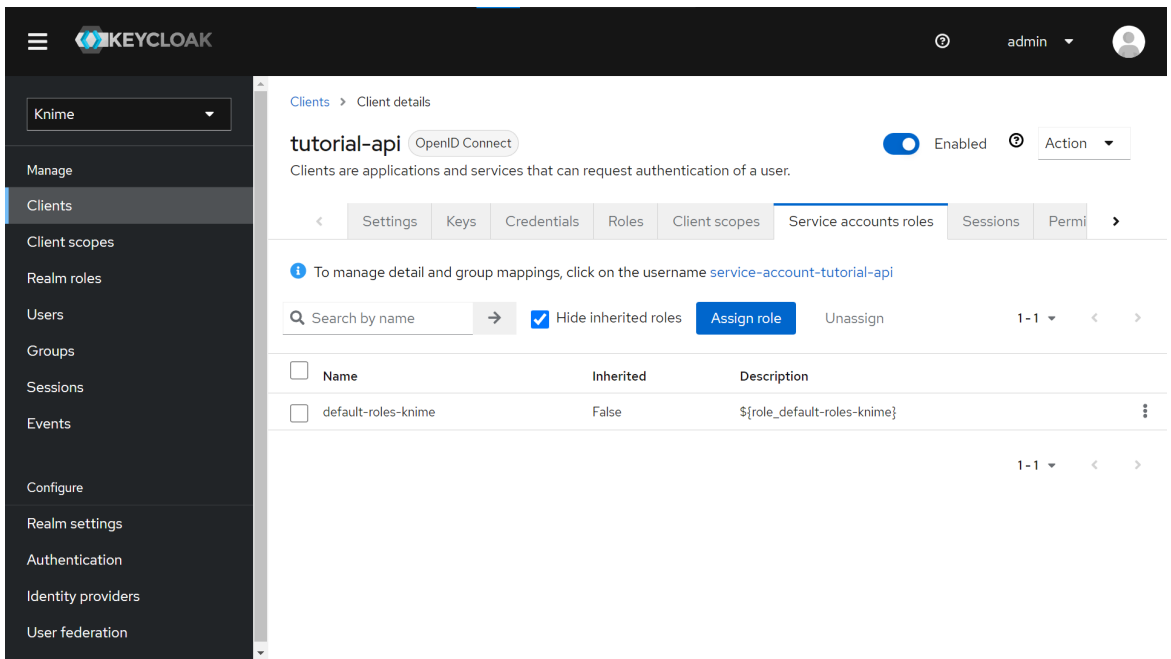 KEYCLOAK
admin
Knime
Manage
Clients
Client scopes
Realm roles
Users
Groups
Sessions
Events
Configure
Realm settings
Authentication
Identity providers
User federation
Clients > Client details
tutorial-api OpenID Connect
Enabled
Action
Clients are applications and services that can request authentication of a user.
Settings Keys Credentials Roles Client scopes Service accounts roles Sessions Permi
To manage detail and group mappings, click on the username service-account-tutorial-api
Search by name
Hide inherited roles
Assign role
Unassign
1 - 1
Name Inherited Description
default-roles-knime False ${role_default-roles-knime}
1 - 1